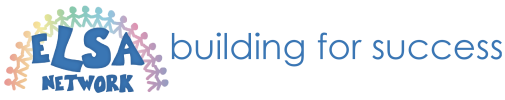 ELSA
NETWORK
building for success